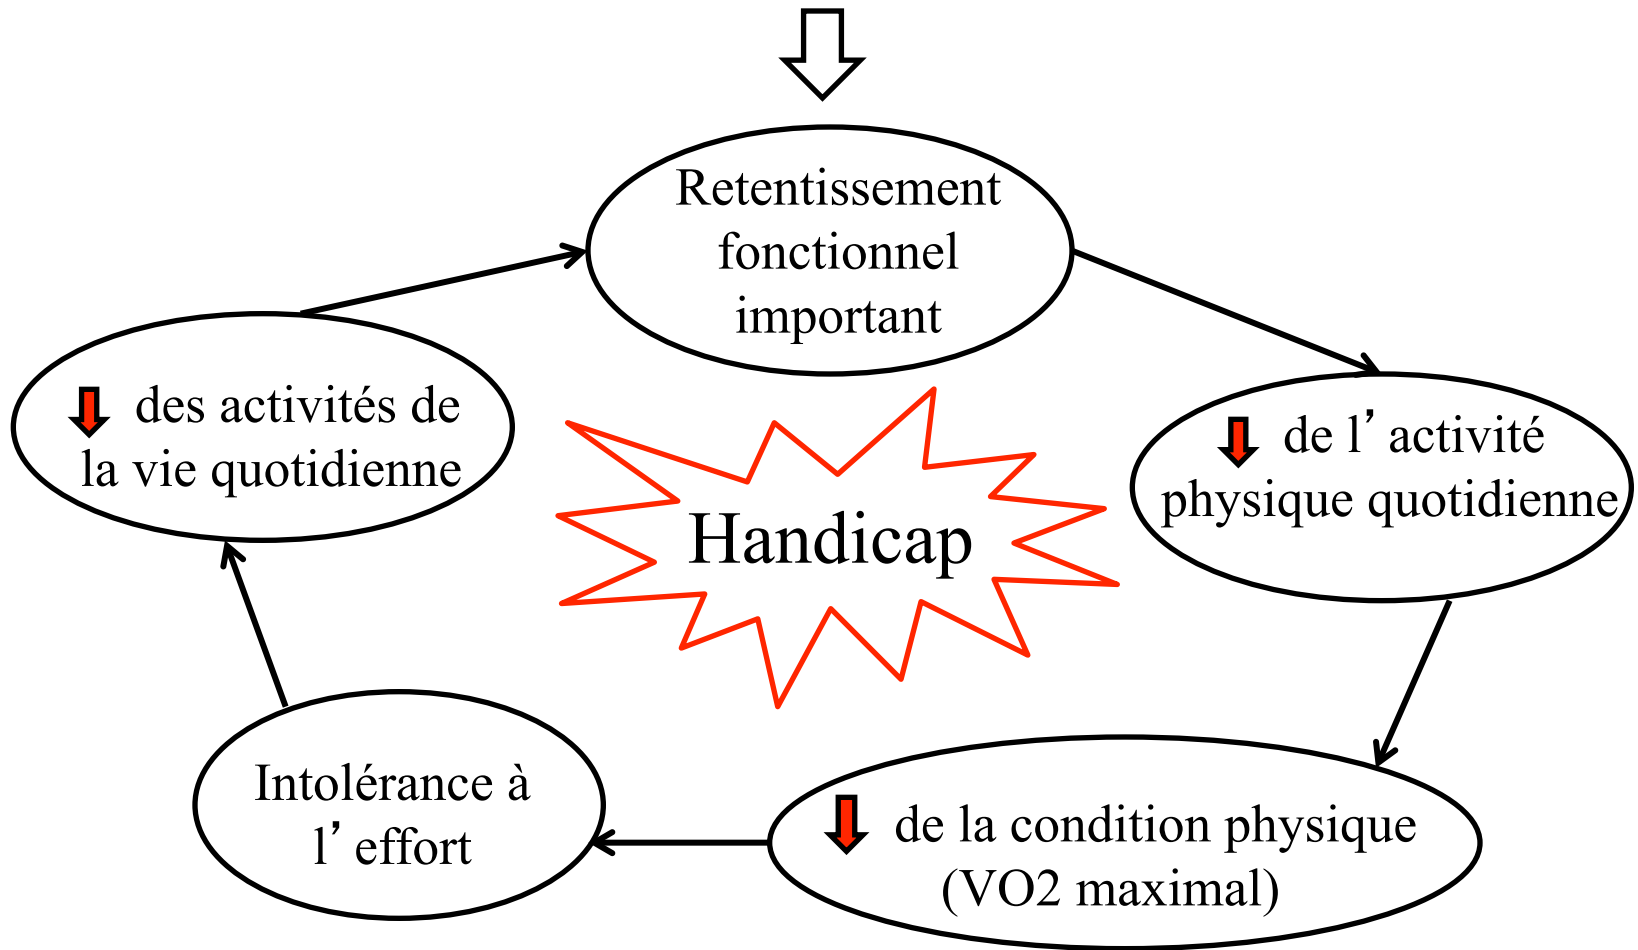 Retentissement
fonctionnel
important
de l’activité
physique quotidienne
de la condition physique
(VO2 maximal)
Intolérance à
l’effort
des activités de
la vie quotidienne
Handicap